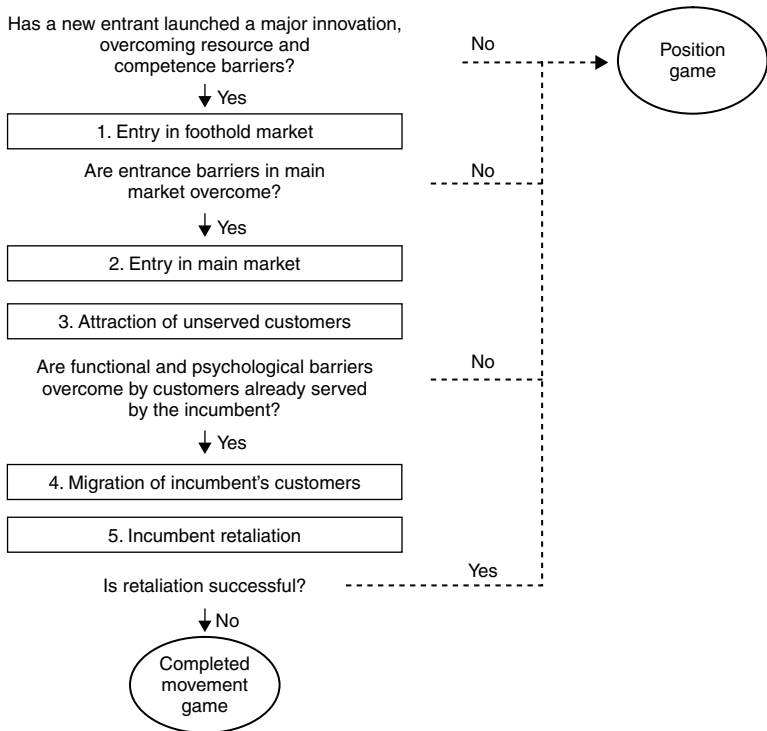 Has a new entrant launched a major innovation,
overcoming resource and
competence barriers?
No
Position
game
Yes
1. Entry in foothold market
Are entrance barriers in main
market overcome?
No
Yes
2. Entry in main market
3. Attraction of unserved customers
Are functional and psychological barriers
overcome by customers already served
by the incumbent?
No
Yes
4. Migration of incumbent's customers
5. Incumbent retaliation
Is retaliation successful?
Yes
No
Completed
movement
game